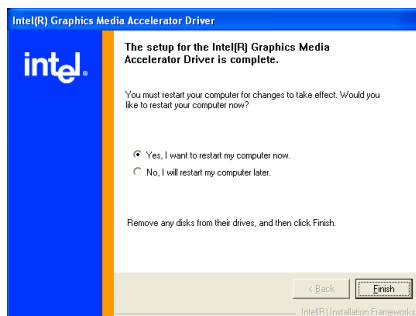 Intel(R) Graphics Media Accelerator Driver
intel.
The setup for the Intel(R) Graphics Media
Accelerator Driver is complete.
You must restart your computer for changes to take effect. Would you
like to restart your computer now?
Yes, I want to restart my computer now.
No, I will restart my computer later.
Remove any disks from their drives, and then click Finish.
< Back
Finish
Intel(R) Installation Frameworks